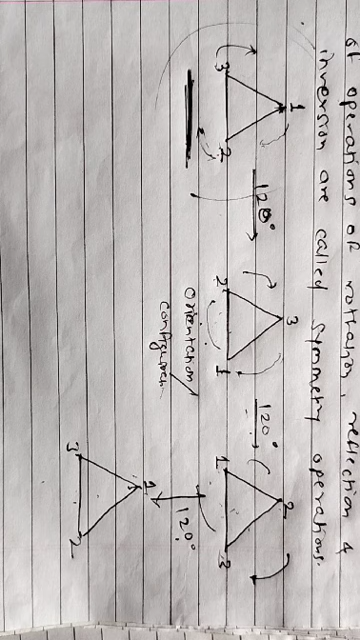 of operations of rottation, reflection &
inversion are called symmetry operations.
1
3 2
120°
3
2 1
120°
2
1 3
Orientation/
configuration
120°
1
3 2